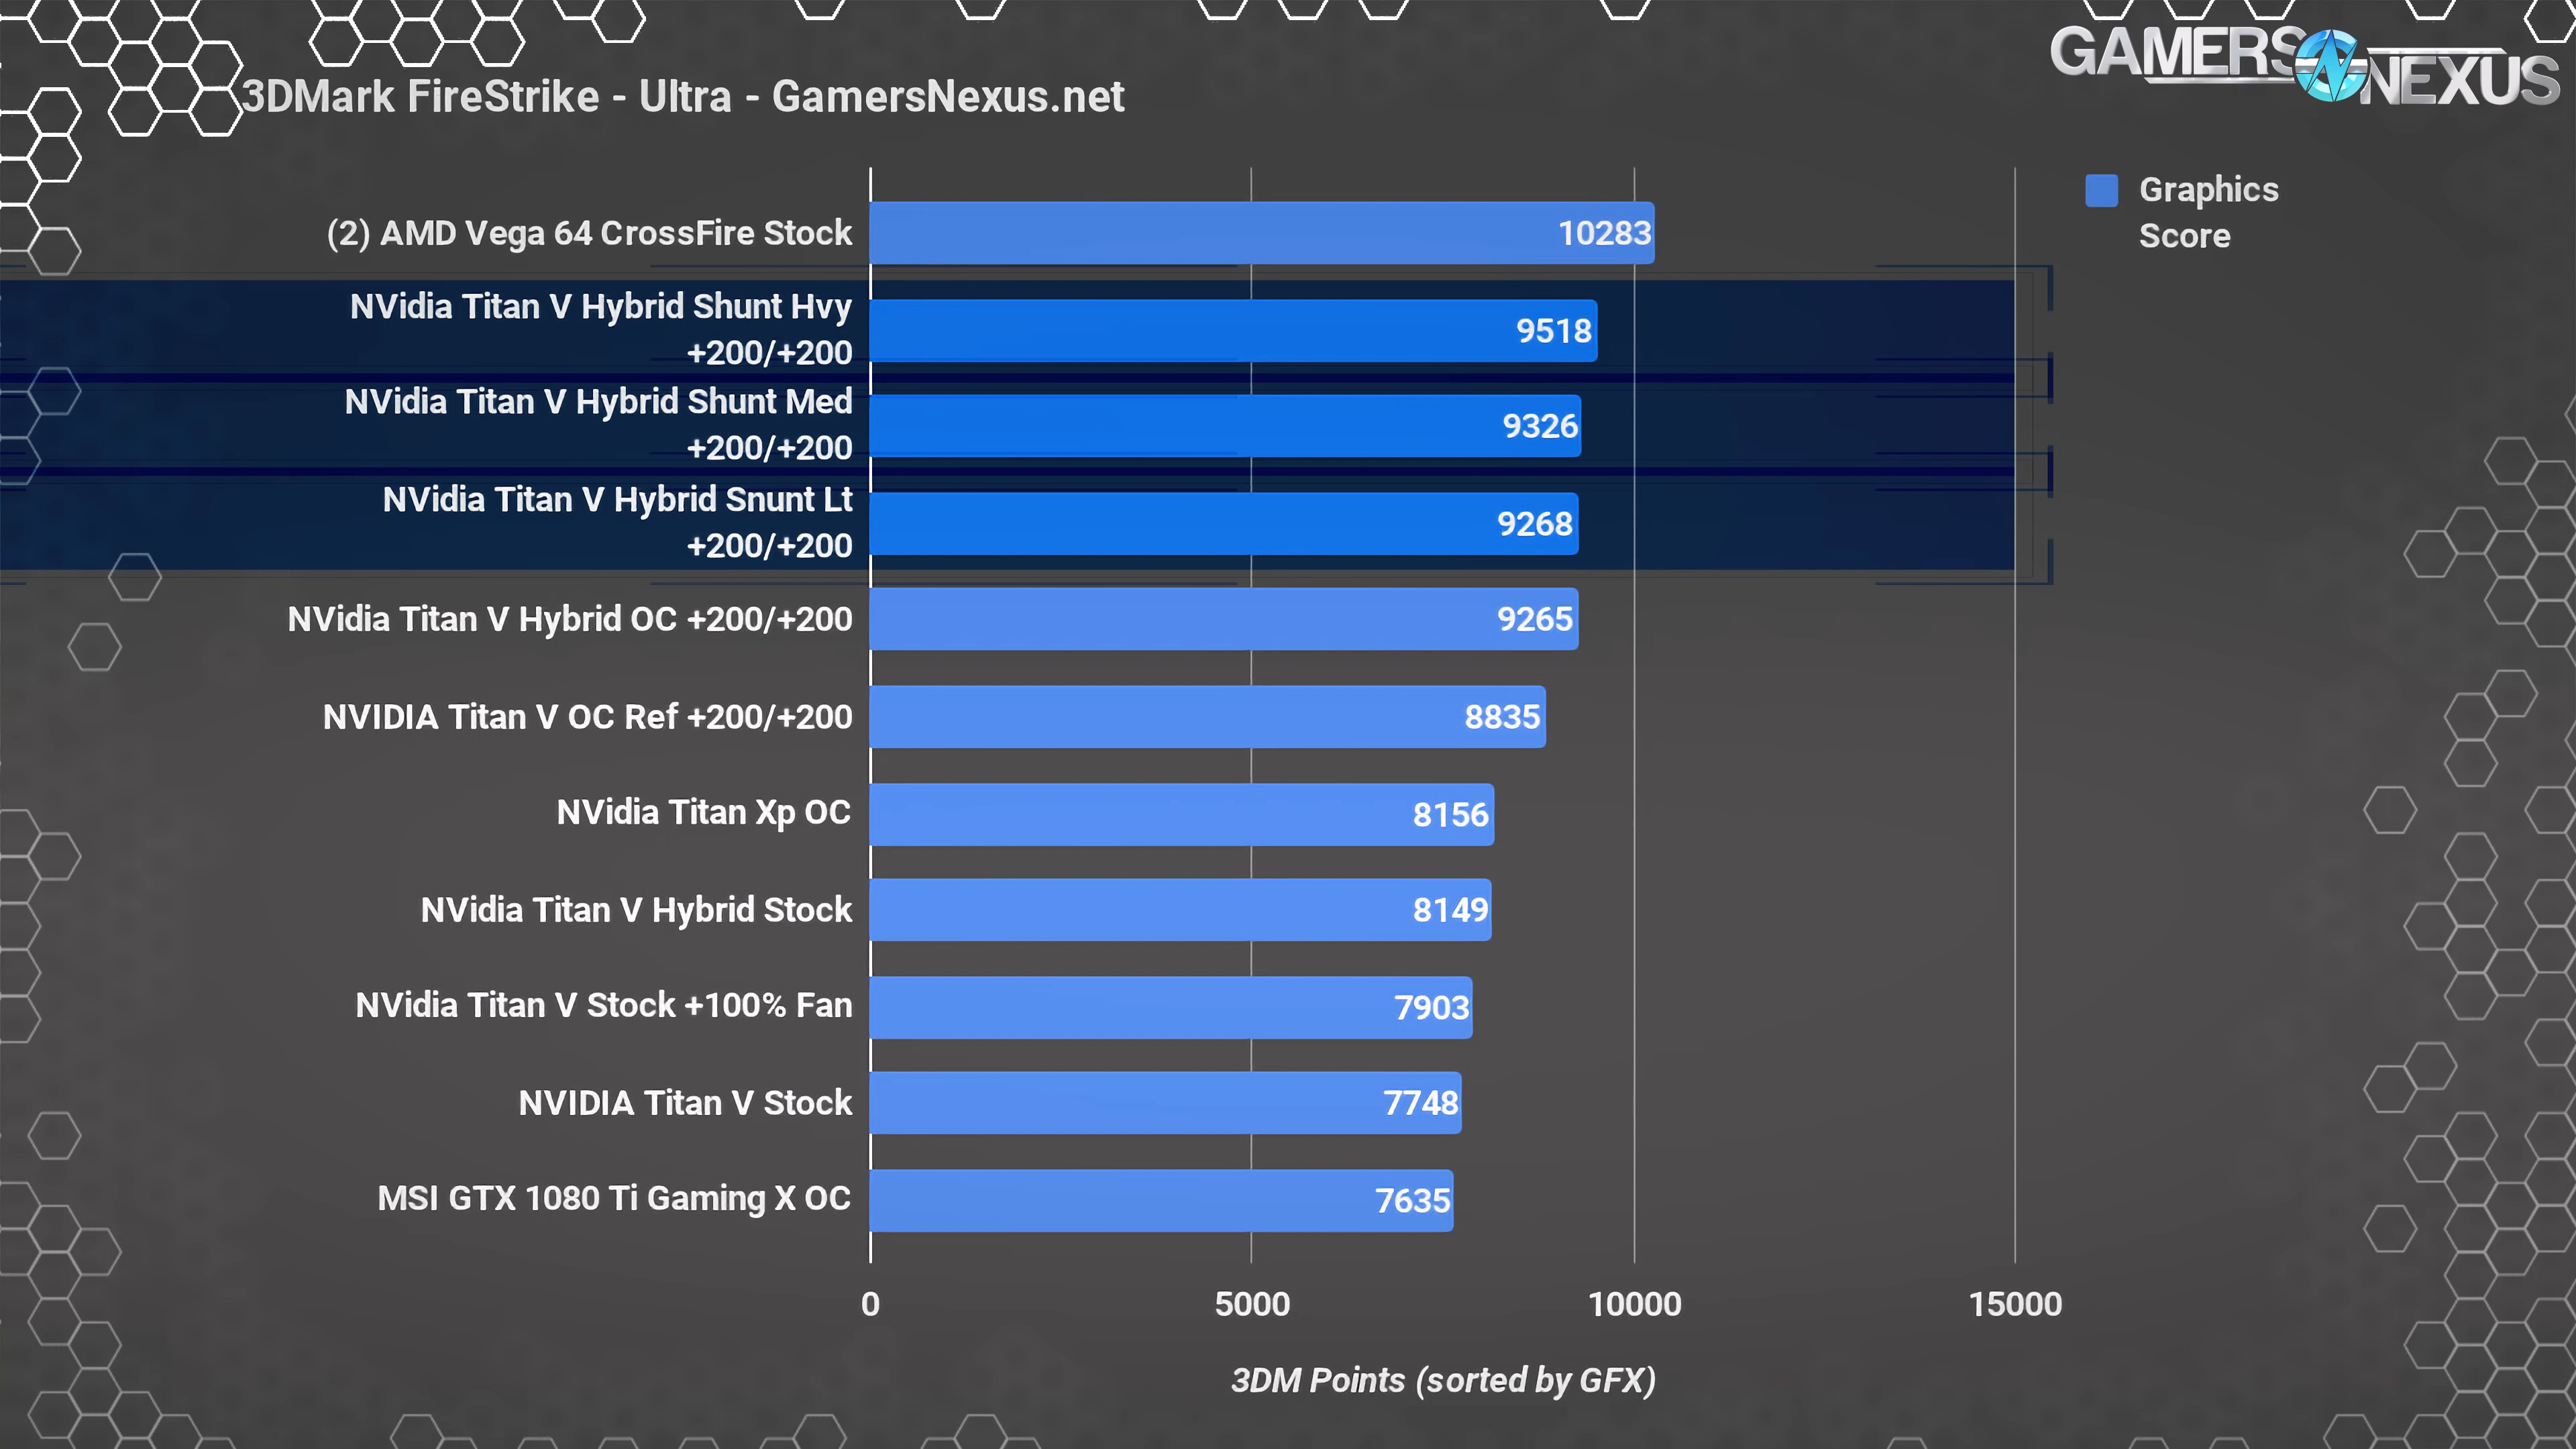 GAMERS NEXUS
3DMark FireStrike - Ultra - GamersNexus.net
Graphics
Score
(2) AMD Vega 64 CrossFire Stock 10283
NVidia Titan V Hybrid Shunt Hvy
+200/+200 9518
NVidia Titan V Hybrid Shunt Med
+200/+200 9326
NVidia Titan V Hybrid Snunt Lt
+200/+200 9268
NVidia Titan V Hybrid OC +200/+200 9265
NVIDIA Titan V OC Ref +200/+200 8835
NVidia Titan Xp OC 8156
NVidia Titan V Hybrid Stock 8149
NVidia Titan V Stock +100% Fan 7903
NVIDIA Titan V Stock 7748
MSI GTX 1080 Ti Gaming X OC 7635
0 5000 10000 15000
3DM Points (sorted by GFX)